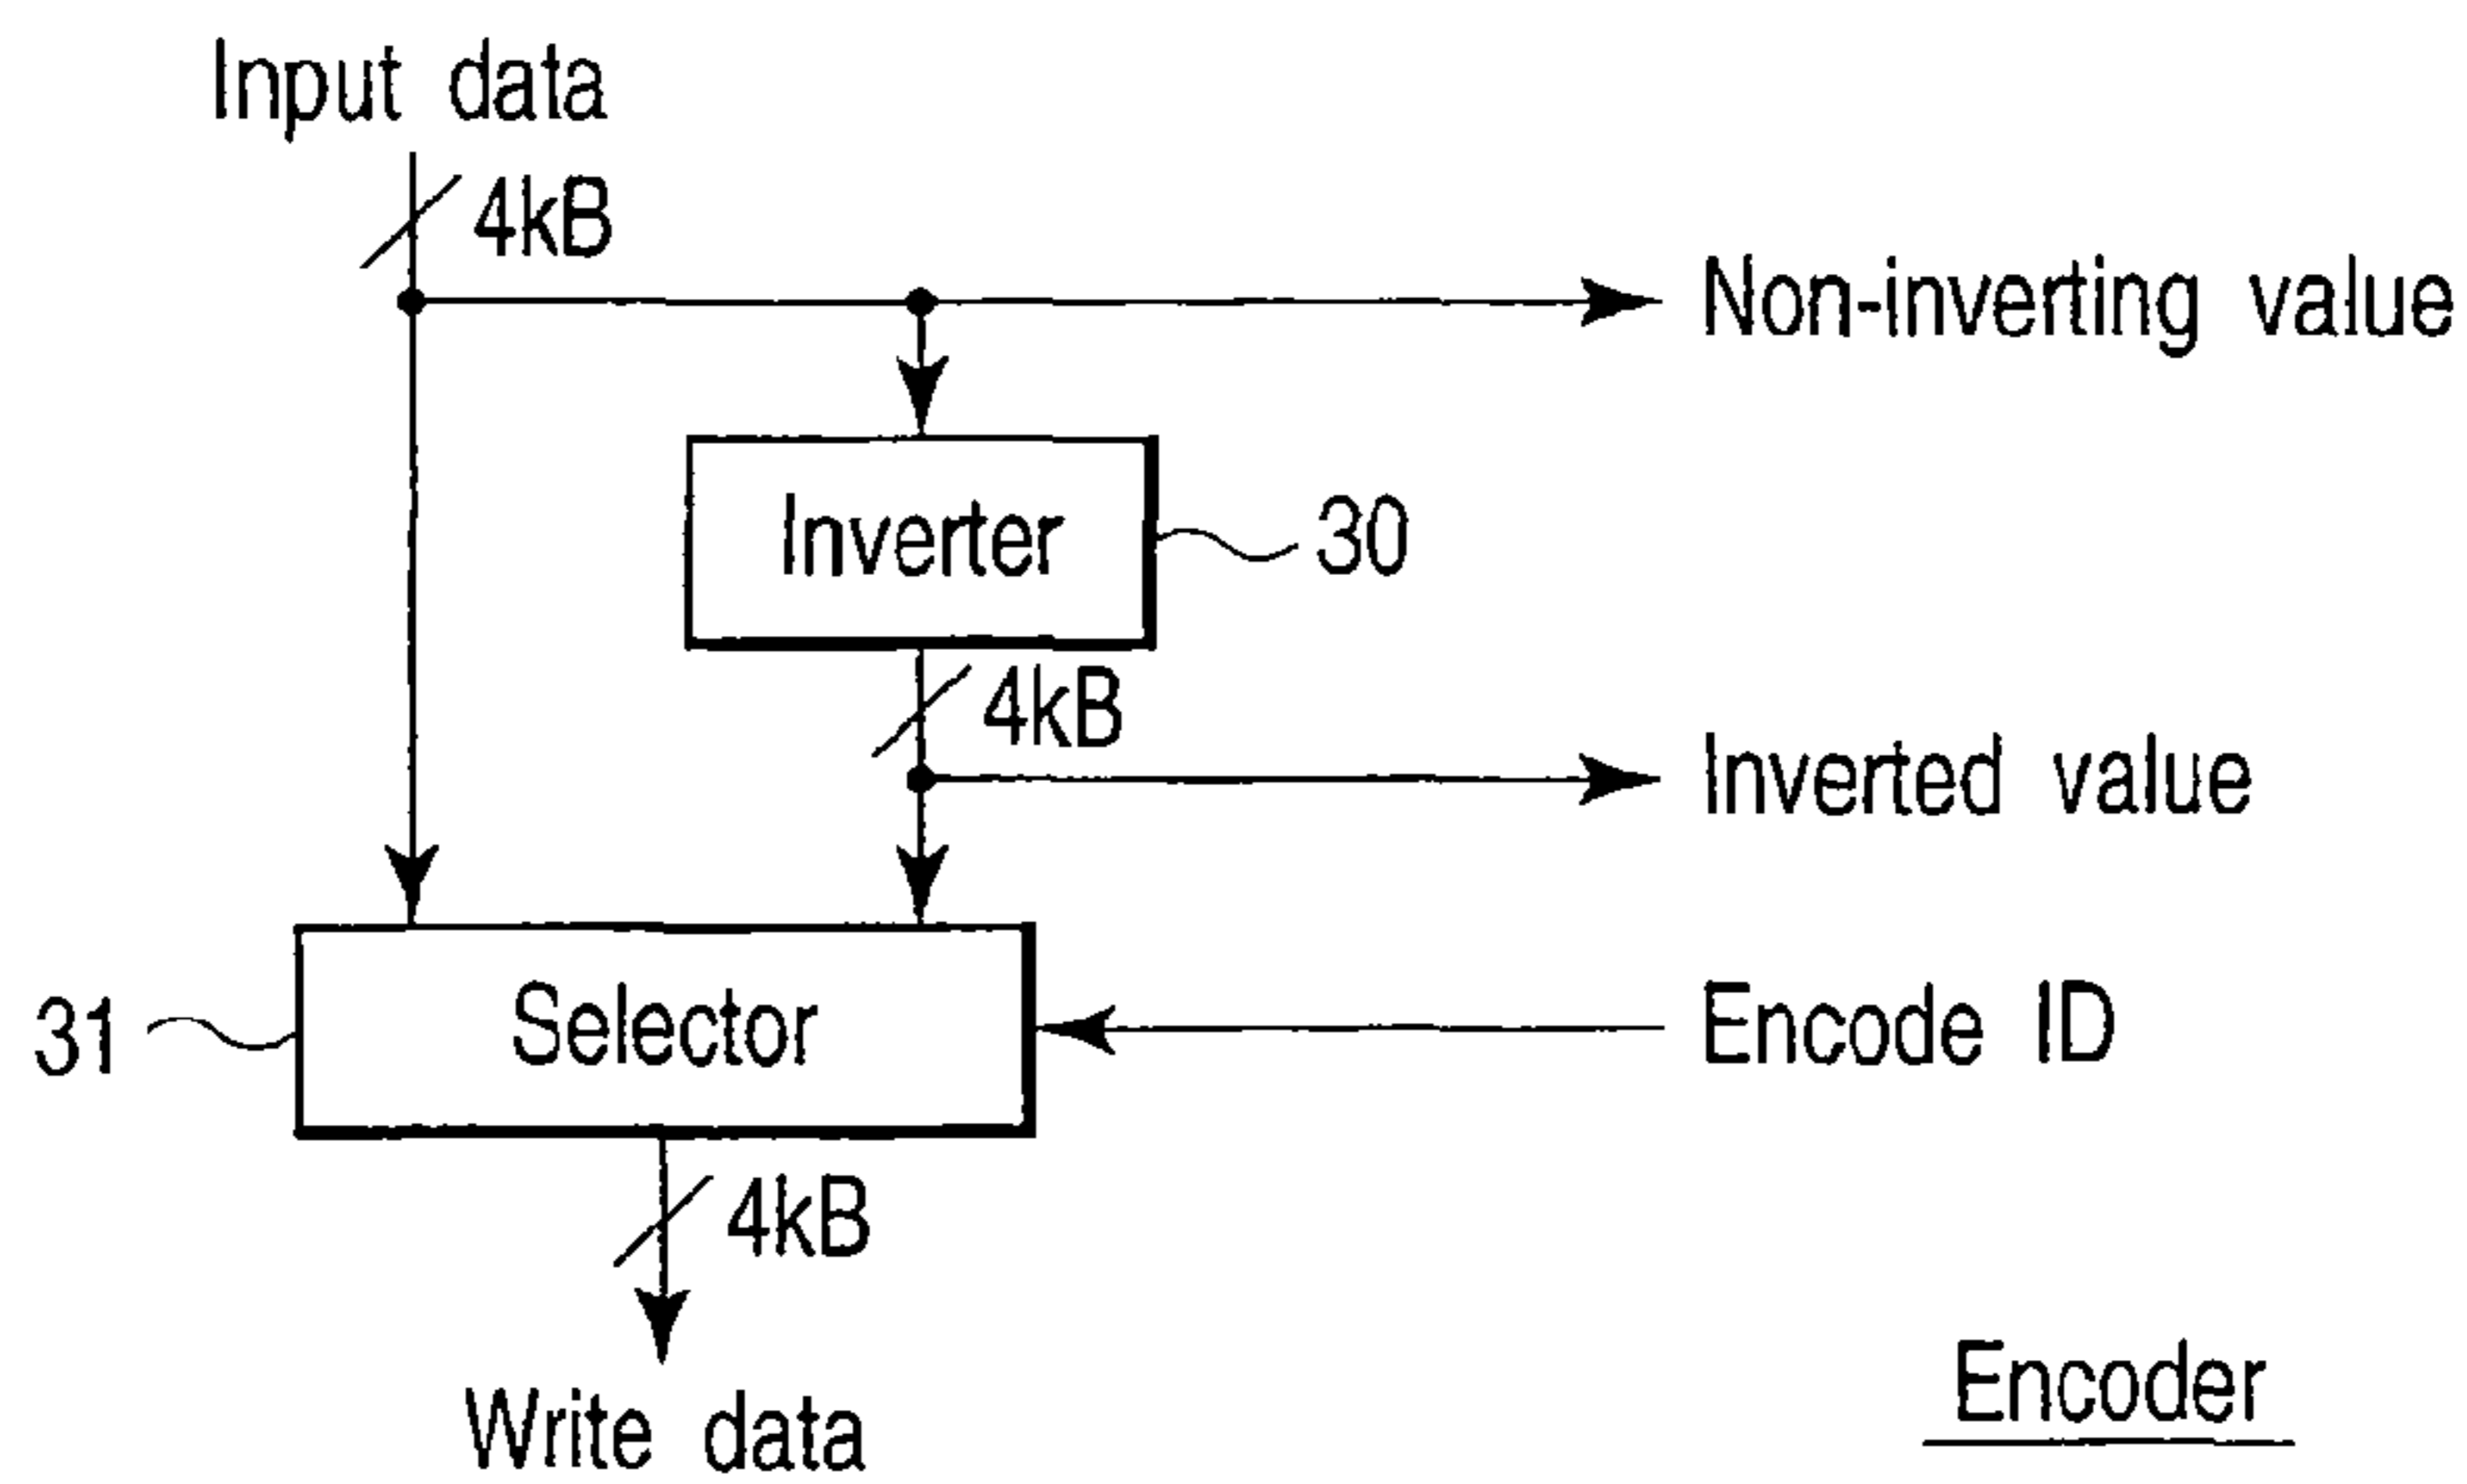 Input data
4kB
Non-inverting value
Inverter
30
4kB
Inverted value
31
Selector
Encode ID
4kB
Write data
Encoder